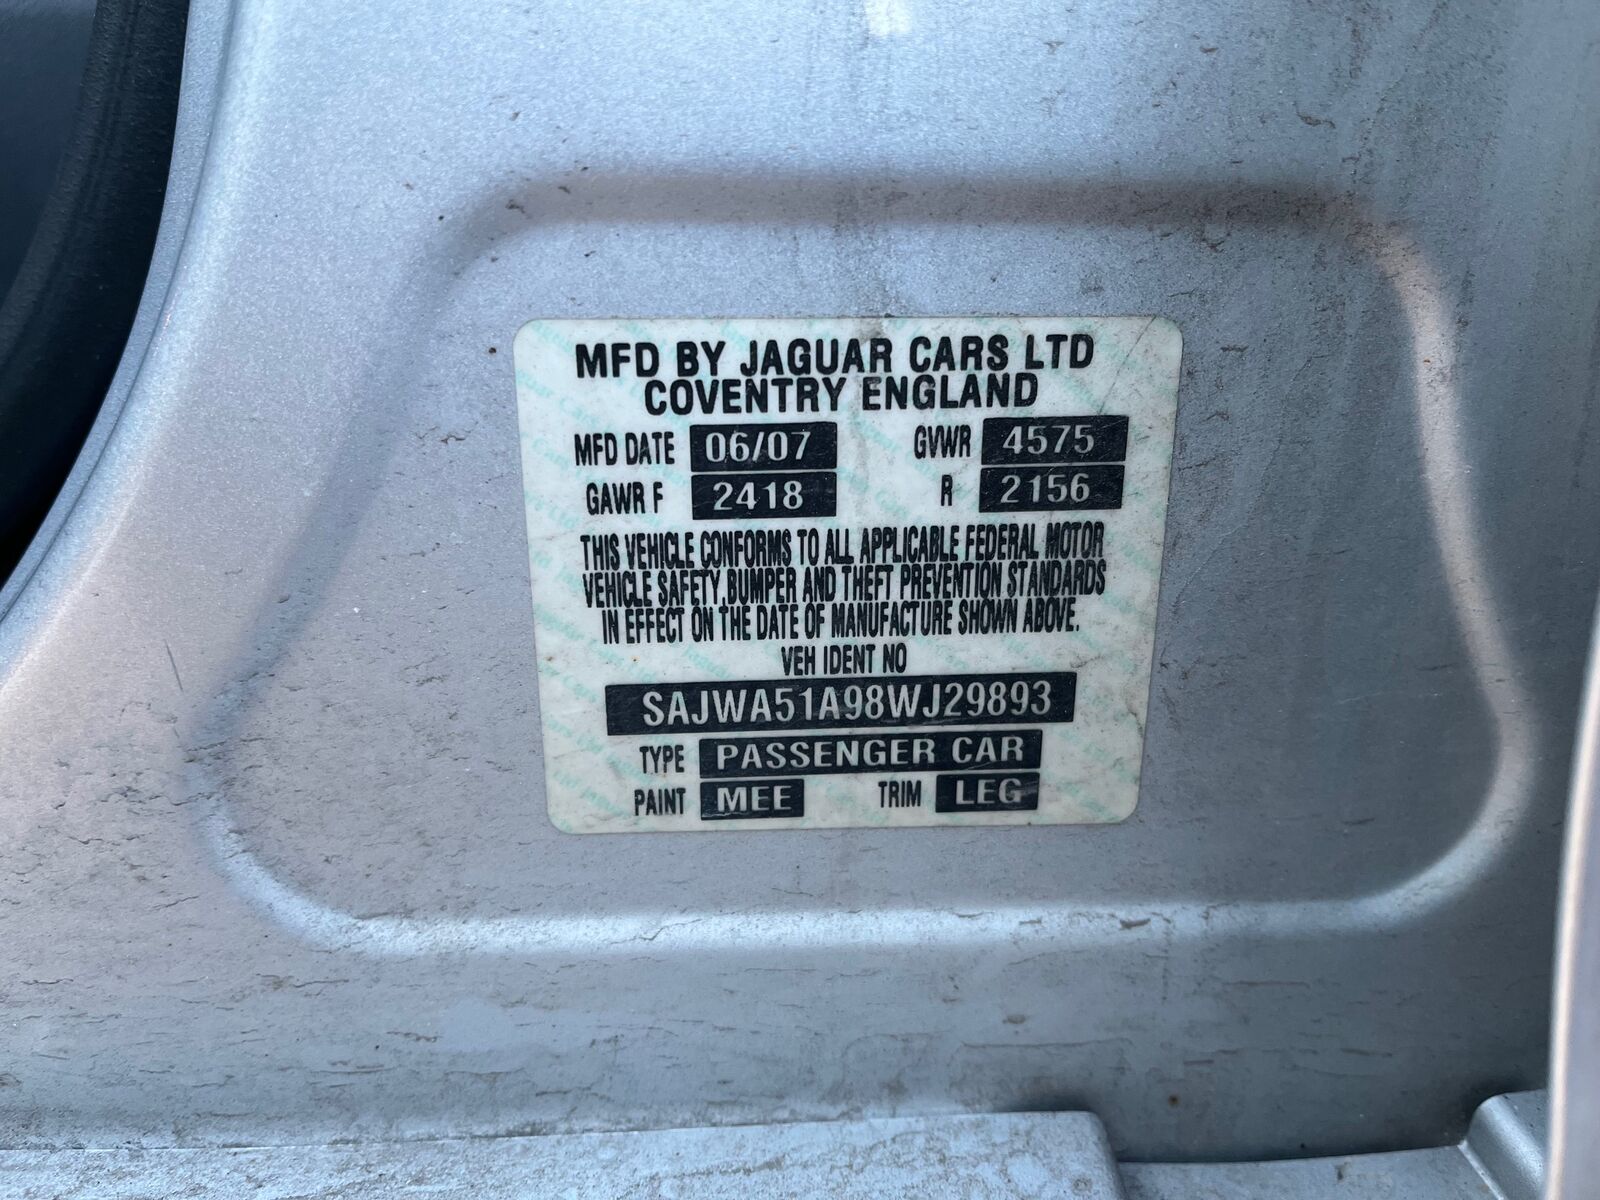 MFD BY JAGUAR CARS LTD
COVENTRY ENGLAND
MFD DATE 06/07 GVWR 4575
GAWR F 2418 R 2156
THIS VEHICLE CONFORMS TO ALL APPLICABLE FEDERAL MOTOR
VEHICLE SAFETY, BUMPER AND THEFT PREVENTION STANDARDS
IN EFFECT ON THE DATE OF MANUFACTURE SHOWN ABOVE.
VEH IDENT NO
SAJWA51A98WJ29893
TYPE PASSENGER CAR
PAINT MEE TRIM LEG